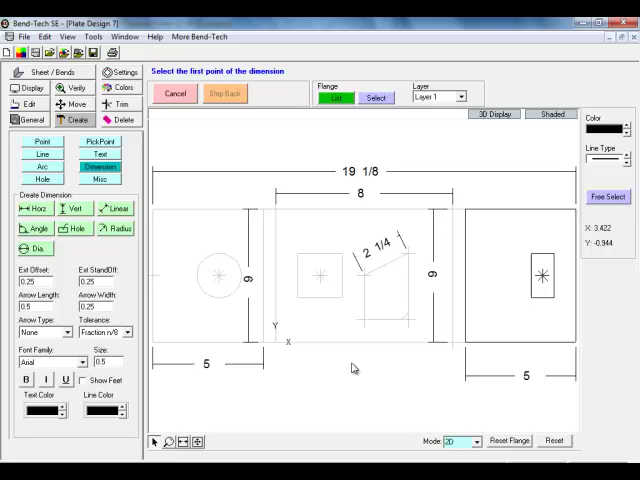 Bend-Tech SE - [Plate Design 7]
File Edit View Tools Window Help More Bend-Tech
Sheet / Bends Settings
Display Verify Colors
Edit Move Trim
General Create Delete
Select the first point of the dimension
Cancel Step Back
Flange
List Select
Layer
Layer 1
3D Display Shaded
Point PickPoint
Line Text
Arc Dimension
Hole Misc
Create Dimension
Horz Vert Linear
Angle Hole Radius
Dia.
Ext Offset: Ext StandOff:
0.25 0.25
Arrow Length: Arrow Width:
0.5 0.25
Arrow Type: Tolerance:
None Fraction n/8
Font Family: Size:
Arial 0.5
B I U Show Feet
Text Color Line Color
19 1/8
8
2 1/4
9
9
5
5
Y
X
Color
Line Type
Free Select
X: 3.422
Y: -0.944
Mode: 2D Reset Flange Reset